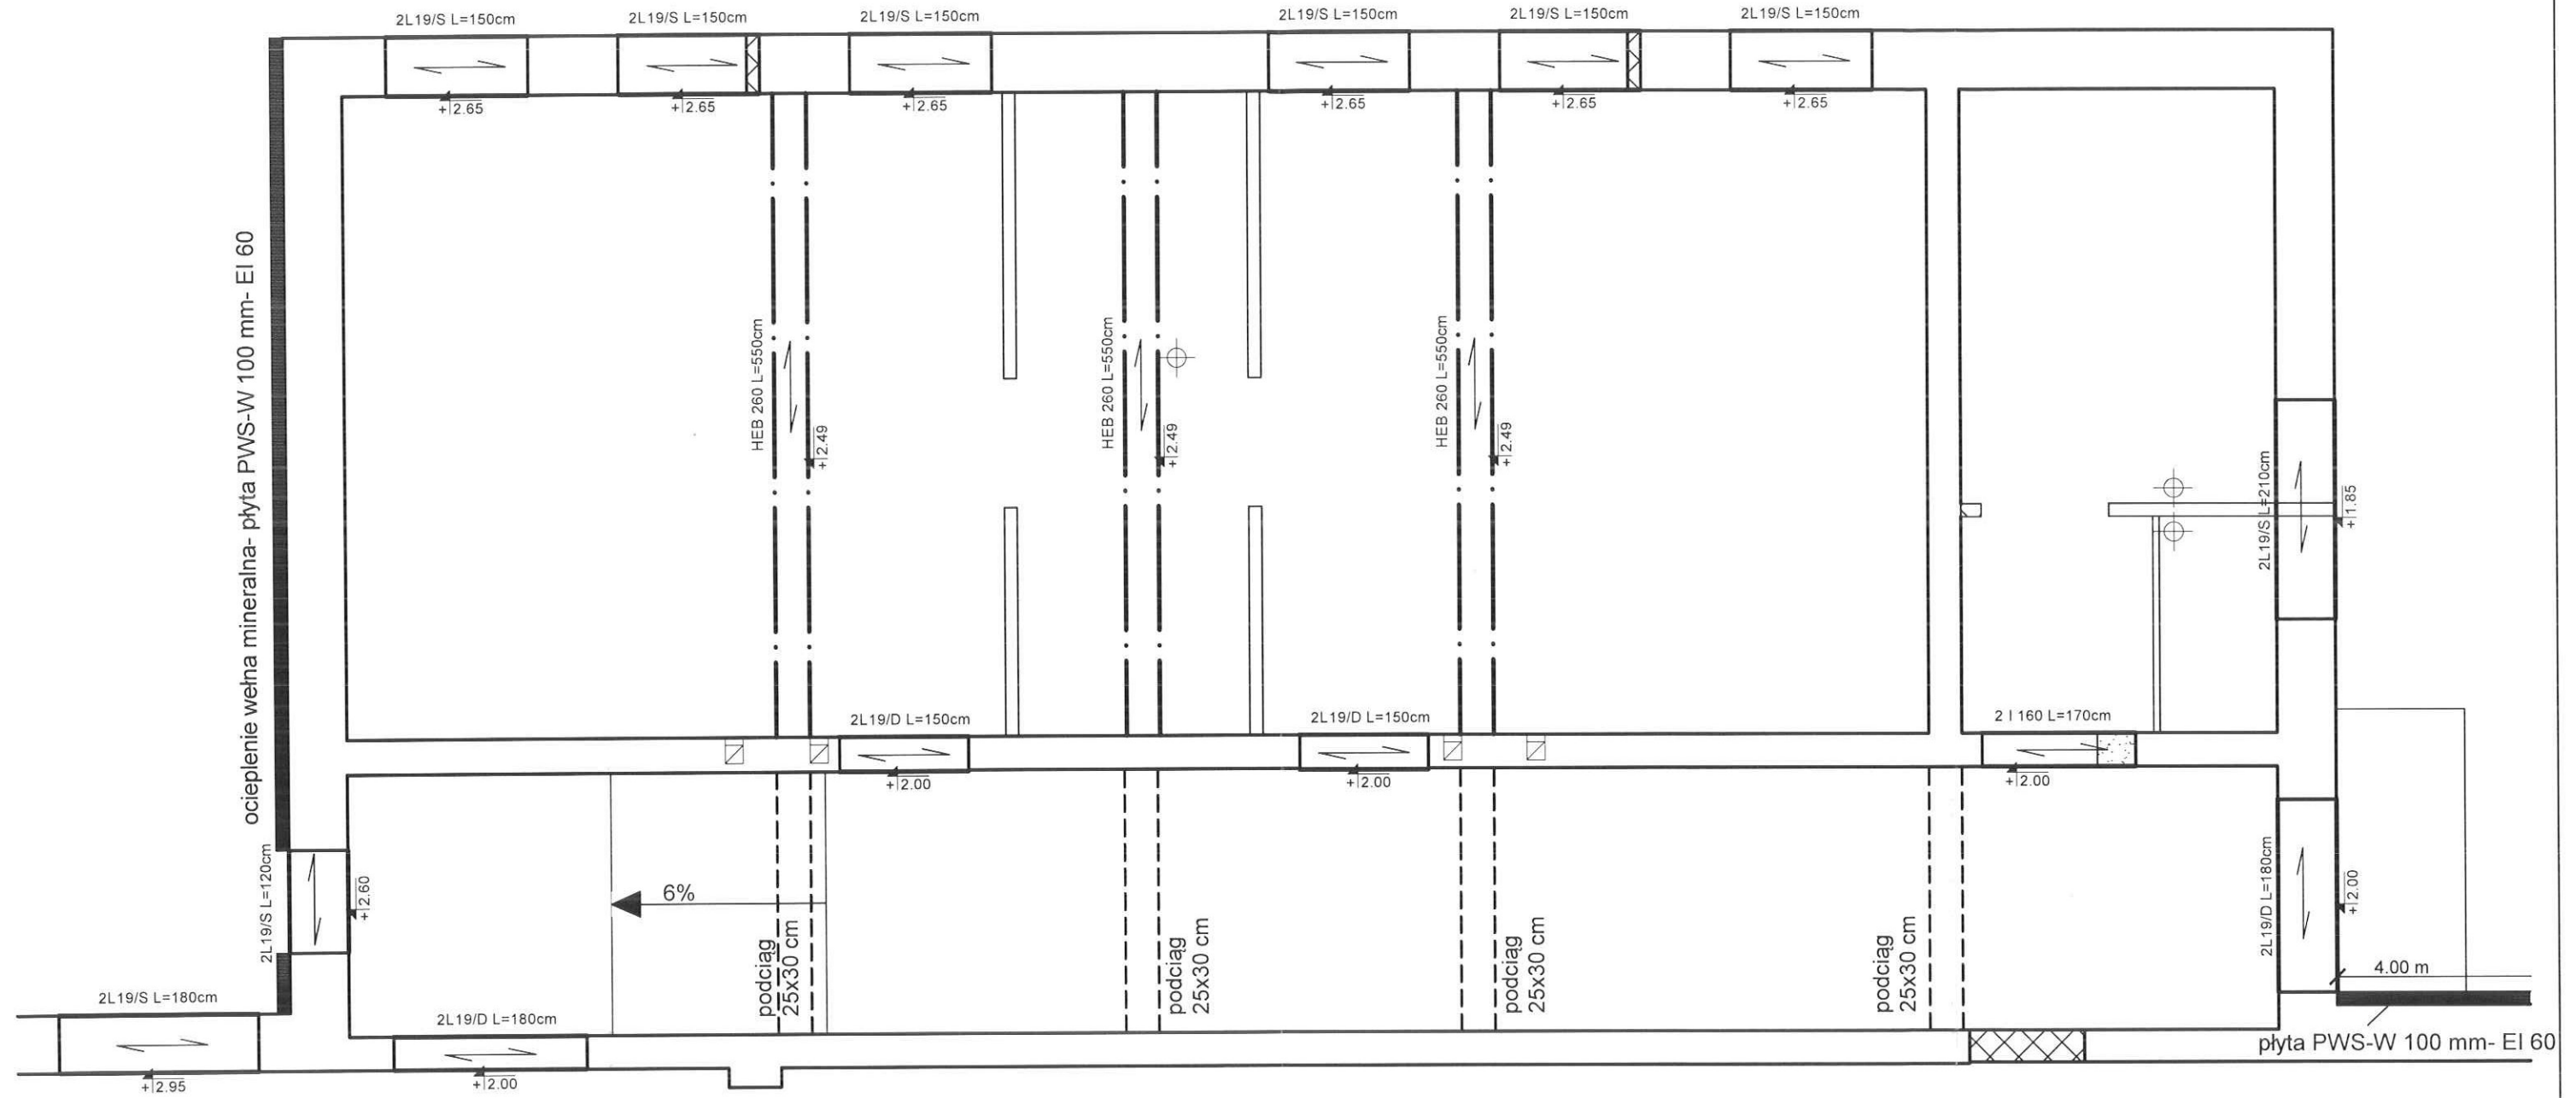 2L19/S L=150cm
2L19/S L=150cm
2L19/S L=150cm
2L19/S L=150cm
2L19/S L=150cm
2L19/S L=150cm
+2.65
+2.65
+2.65
+2.65
+2.65
+2.65
ocieplenie wełna mineralna- płyta PWS-W 100 mm- EI 60
HEB 260 L=550cm
+2.49
HEB 260 L=550cm
+2.49
HEB 260 L=550cm
+2.49
2L19/S L=210cm
+1.85
2L19/D L=150cm
+2.00
2L19/D L=150cm
+2.00
2 I 160 L=170cm
+2.00
2L19/S L=120cm
+2.60
6%
podciąg
25x30 cm
podciąg
25x30 cm
podciąg
25x30 cm
podciąg
25x30 cm
2L19/D L=180cm
+2.00
4.00 m
2L19/S L=180cm
+2.95
2L19/D L=180cm
+2.00
płyta PWS-W 100 mm- EI 60